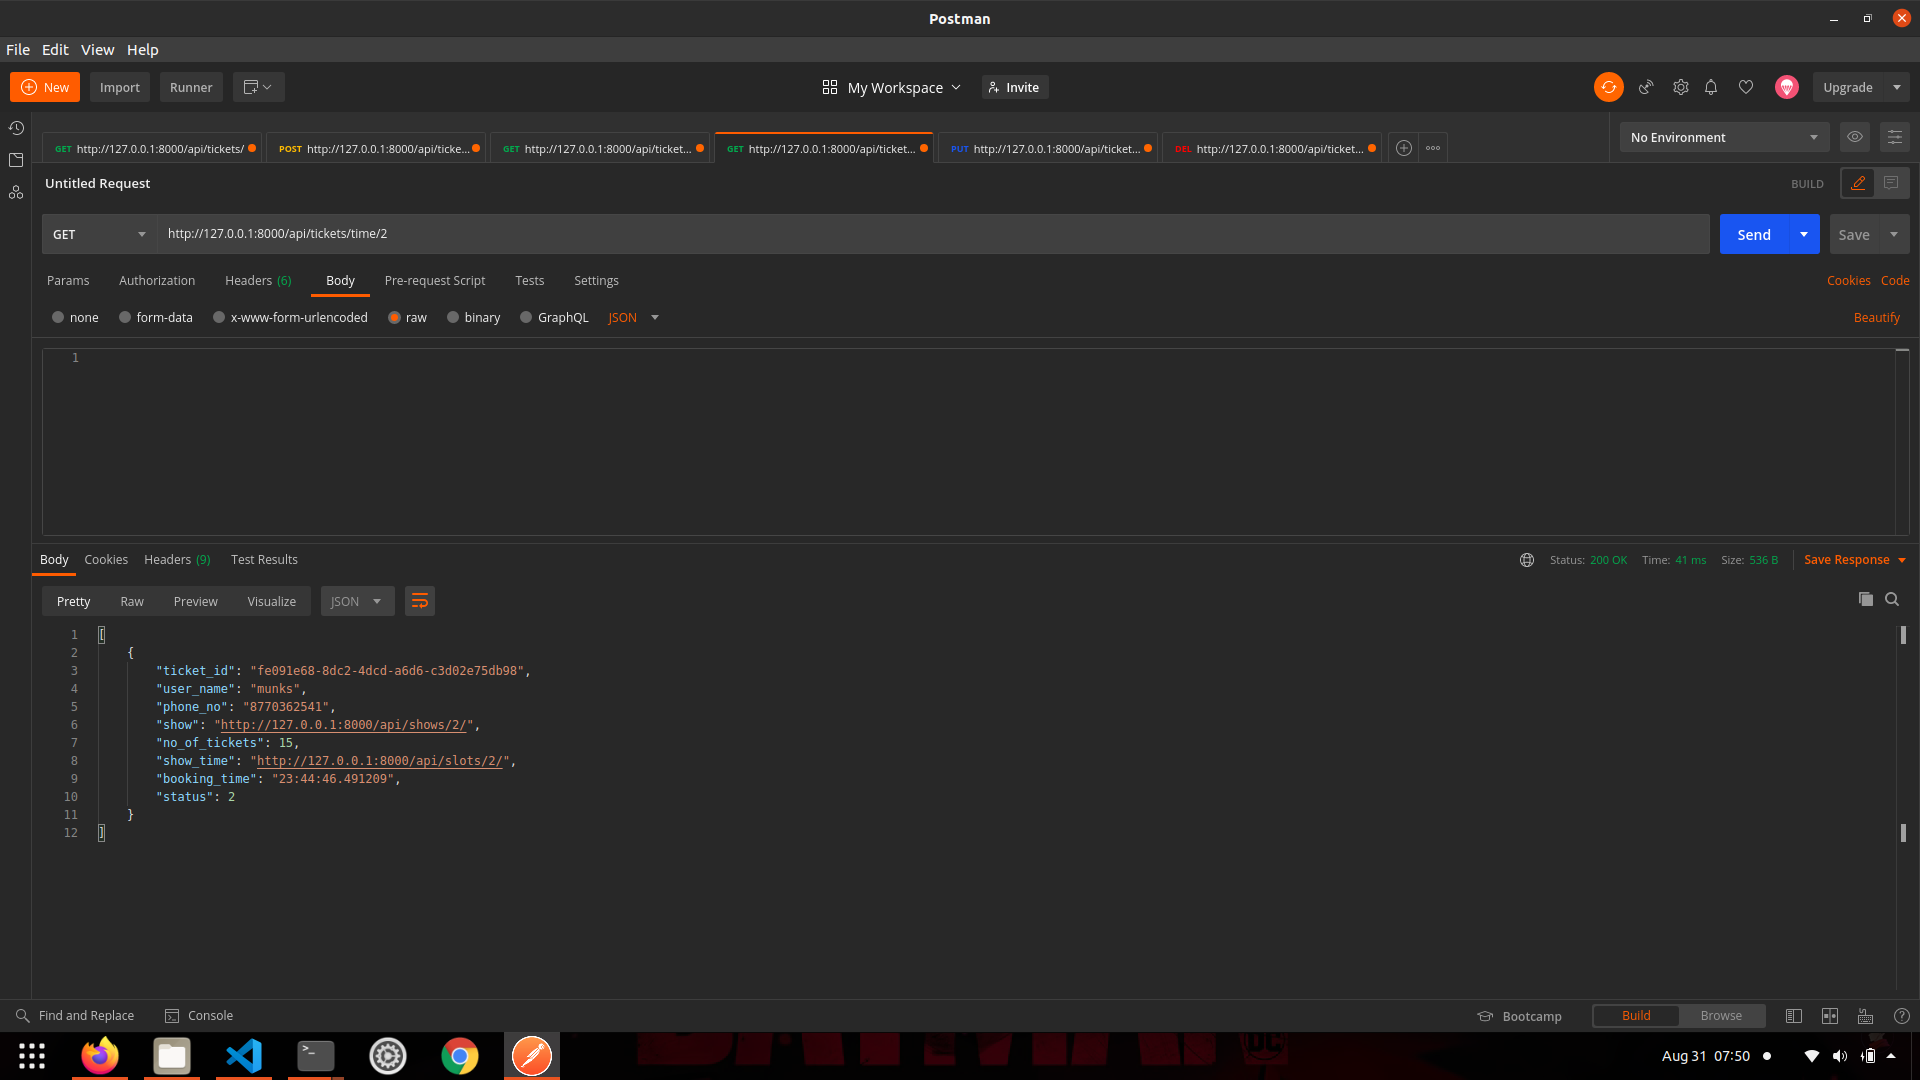 Postman
File Edit View Help
New Import Runner My Workspace Invite Upgrade
GET http://127.0.0.1:8000/api/tickets/ POST http://127.0.0.1:8000/api/ticke... GET http://127.0.0.1:8000/api/ticket... GET http://127.0.0.1:8000/api/ticket... PUT http://127.0.0.1:8000/api/ticket... DEL http://127.0.0.1:8000/api/ticket... No Environment
Untitled Request BUILD
GET http://127.0.0.1:8000/api/tickets/time/2 Send Save
Params Authorization Headers (6) Body Pre-request Script Tests Settings Cookies Code
none form-data x-www-form-urlencoded raw binary GraphQL JSON Beautify
1
Body Cookies Headers (9) Test Results Status: 200 OK Time: 41 ms Size: 536 B Save Response
Pretty Raw Preview Visualize JSON
1 [
2 {
3 "ticket_id": "fe091e68-8dc2-4dcd-a6d6-c3d02e75db98",
4 "user_name": "munks",
5 "phone_no": "8770362541",
6 "show": "http://127.0.0.1:8000/api/shows/2/",
7 "no_of_tickets": 15,
8 "show_time": "http://127.0.0.1:8000/api/slots/2/",
9 "booking_time": "23:44:46.491209",
10 "status": 2
11 }
12 ]
Find and Replace Console Bootcamp Build Browse
Aug 31 07:50